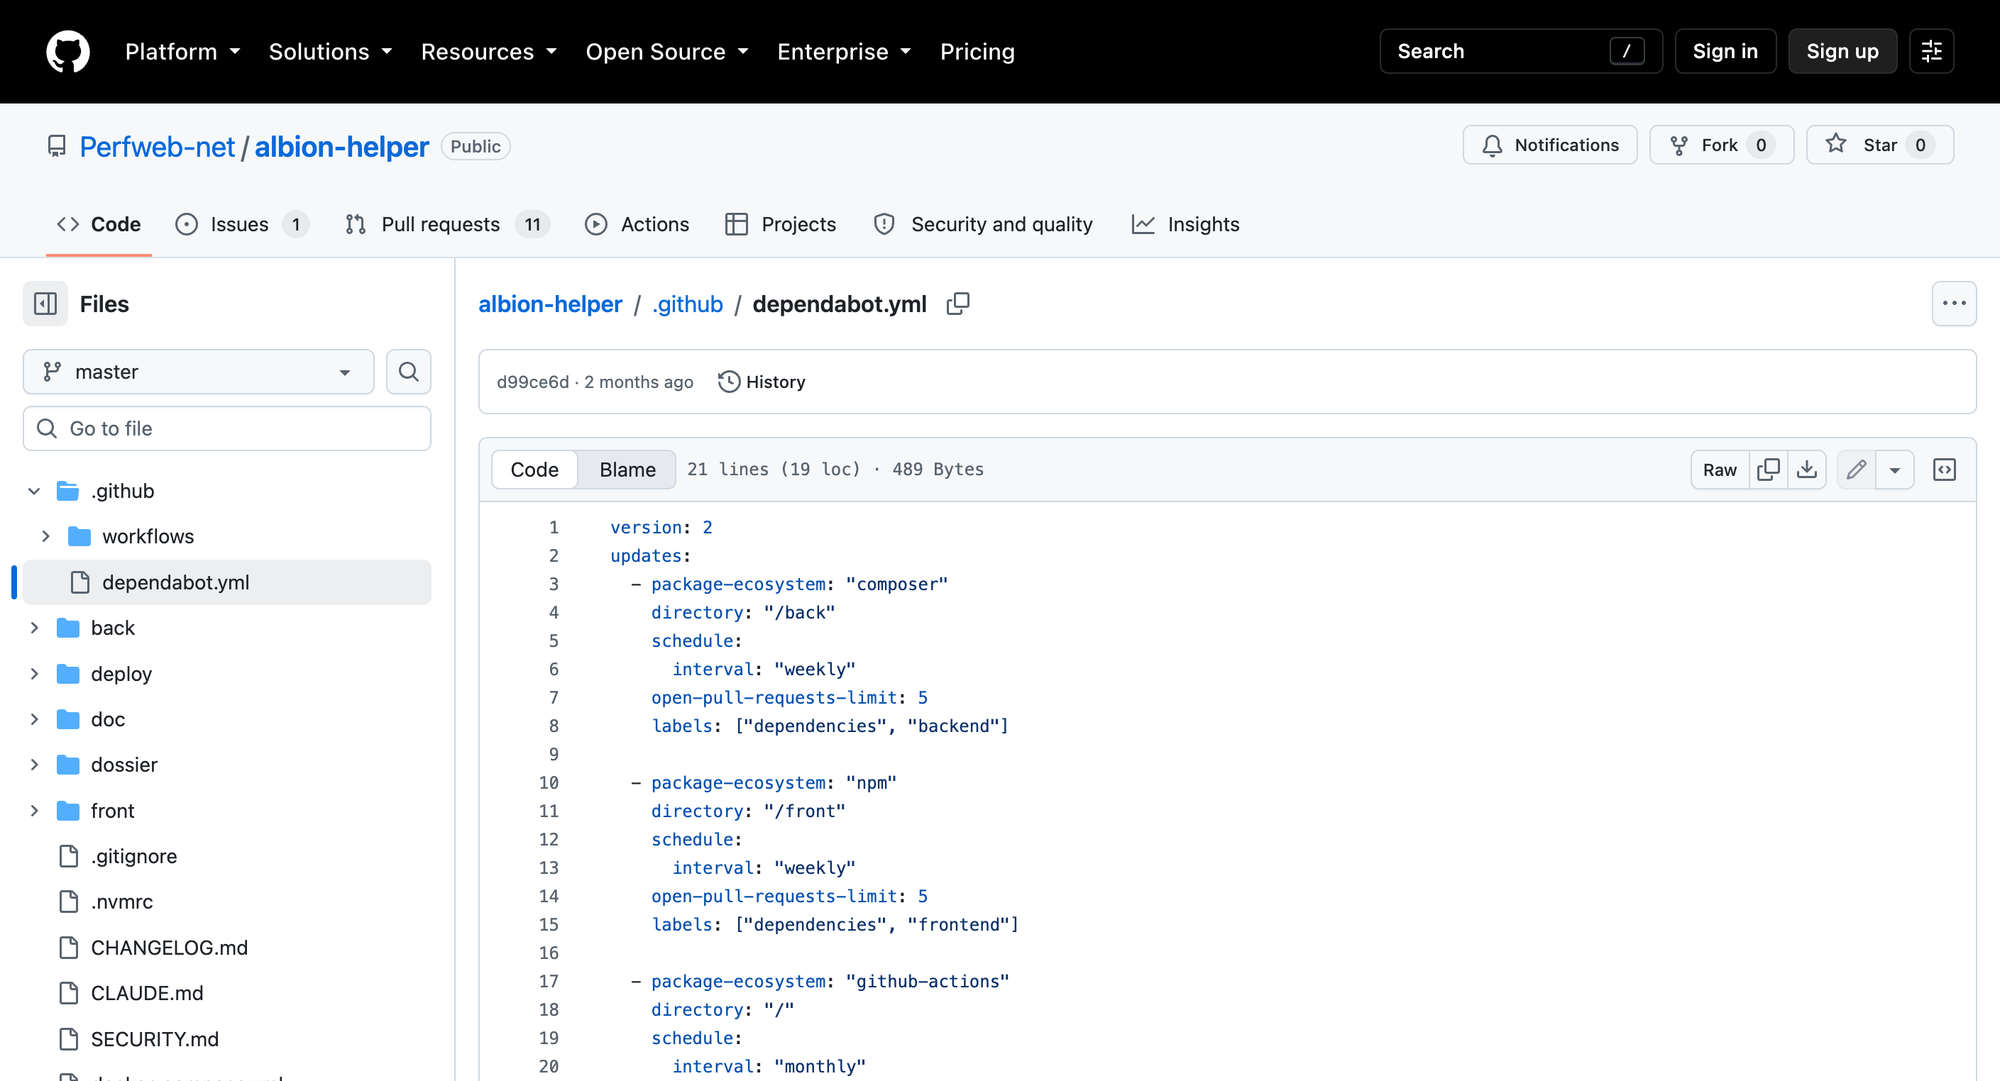 Platform Solutions Resources Open Source Enterprise Pricing Search / Sign in Sign up
Perfweb-net / albion-helper Public Notifications Fork 0 Star 0
Code Issues 1 Pull requests 11 Actions Projects Security and quality Insights
Files
master
Go to file
.github
workflows
dependabot.yml
back
deploy
doc
dossier
front
.gitignore
.nvmrc
CHANGELOG.md
CLAUDE.md
SECURITY.md
albion-helper / .github / dependabot.yml
d99ce6d · 2 months ago History
Code Blame 21 lines (19 loc) · 489 Bytes Raw
1 version: 2
2 updates:
3 - package-ecosystem: "composer"
4 directory: "/back"
5 schedule:
6 interval: "weekly"
7 open-pull-requests-limit: 5
8 labels: ["dependencies", "backend"]
9
10 - package-ecosystem: "npm"
11 directory: "/front"
12 schedule:
13 interval: "weekly"
14 open-pull-requests-limit: 5
15 labels: ["dependencies", "frontend"]
16
17 - package-ecosystem: "github-actions"
18 directory: "/"
19 schedule:
20 interval: "monthly"